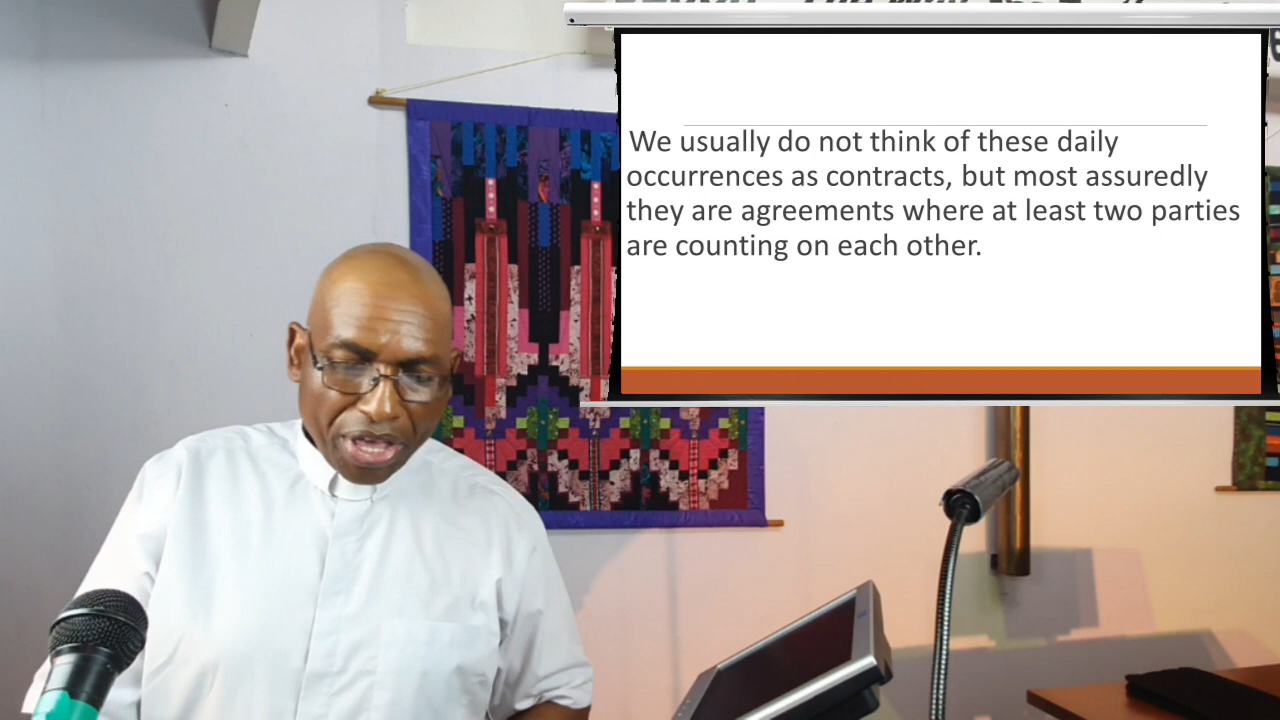 We usually do not think of these daily
occurrences as contracts, but most assuredly
they are agreements where at least two parties
are counting on each other.